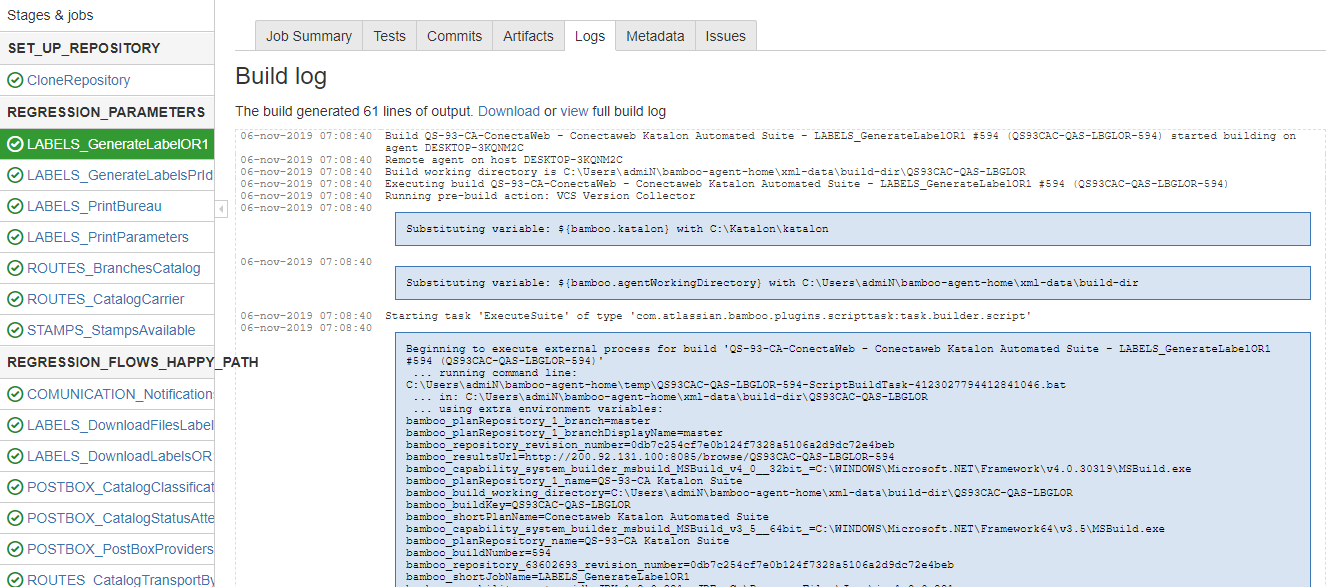 Stages & jobs
SET_UP_REPOSITORY
CloneRepository
REGRESSION_PARAMETERS
LABELS_GenerateLabelOR1
LABELS_GenerateLabelsPrId
LABELS_PrintBureau
LABELS_PrintParameters
ROUTES_BranchesCatalog
ROUTES_CatalogCarrier
STAMPS_StampsAvailable
REGRESSION_FLOWS_HAPPY_PATH
COMUNICATION_Notification
LABELS_DownloadFilesLabel
LABELS_DownloadLabelsOR
POSTBOX_CatalogClassificat
POSTBOX_CatalogStatusAtte
POSTBOX_PostBoxProviders
ROUTES_CatalogTransportBy
Job Summary Tests Commits Artifacts Logs Metadata Issues
Build log
The build generated 61 lines of output. Download or view full build log
06-nov-2019 07:08:40 Build QS-93-CA-ConectaWeb - Conectaweb Katalon Automated Suite - LABELS_GenerateLabelOR1 #594 (QS93CAC-QAS-LBGLOR-594) started building on
agent DESKTOP-3KQNM2C
06-nov-2019 07:08:40 Remote agent on host DESKTOP-3KQNM2C
06-nov-2019 07:08:40 Build working directory is C:\Users\admiN\bamboo-agent-home\xml-data\build-dir\QS93CAC-QAS-LBGLOR
06-nov-2019 07:08:40 Executing build QS-93-CA-ConectaWeb - Conectaweb Katalon Automated Suite - LABELS_GenerateLabelOR1 #594 (QS93CAC-QAS-LBGLOR-594)
06-nov-2019 07:08:40 Running pre-build action: VCS Version Collector
06-nov-2019 07:08:40
Substituting variable: ${bamboo.katalon} with C:\Katalon\katalon
06-nov-2019 07:08:40
Substituting variable: ${bamboo.agentWorkingDirectory} with C:\Users\admiN\bamboo-agent-home\xml-data\build-dir
06-nov-2019 07:08:40 Starting task 'ExecuteSuite' of type 'com.atlassian.bamboo.plugins.scripttask:task.builder.script'
06-nov-2019 07:08:40
Beginning to execute external process for build 'QS-93-CA-ConectaWeb - Conectaweb Katalon Automated Suite - LABELS_GenerateLabelOR1
#594 (QS93CAC-QAS-LBGLOR-594)'
... running command line:
C:\Users\admiN\bamboo-agent-home\temp\QS93CAC-QAS-LBGLOR-594-ScriptBuildTask-4123027794412841046.bat
... in: C:\Users\admiN\bamboo-agent-home\xml-data\build-dir\QS93CAC-QAS-LBGLOR
... using extra environment variables:
bamboo_planRepository_1_branch=master
bamboo_planRepository_1_branchDisplayName=master
bamboo_repository_revision_number=0db7c254cf7e0b124f7328a5106a2d9dc72e4beb
bamboo_resultsUrl=http://200.92.131.100:8085/browse/QS93CAC-QAS-LBGLOR-594
bamboo_capability_system_builder_msbuild_MSBuild_v4_0__32bit_=C:\WINDOWS\Microsoft.NET\Framework\v4.0.30319\MSBuild.exe
bamboo_planRepository_1_name=QS-93-CA Katalon Suite
bamboo_build_working_directory=C:\Users\admiN\bamboo-agent-home\xml-data\build-dir\QS93CAC-QAS-LBGLOR
bamboo_buildKey=QS93CAC-QAS-LBGLOR
bamboo_shortPlanName=Conectaweb Katalon Automated Suite
bamboo_capability_system_builder_msbuild_MSBuild_v3_5__64bit_=C:\WINDOWS\Microsoft.NET\Framework64\v3.5\MSBuild.exe
bamboo_planRepository_name=QS-93-CA Katalon Suite
bamboo_buildNumber=594
bamboo_repository_63602693_revision_number=0db7c254cf7e0b124f7328a5106a2d9dc72e4beb
bamboo_shortJobName=LABELS_GenerateLabelOR1